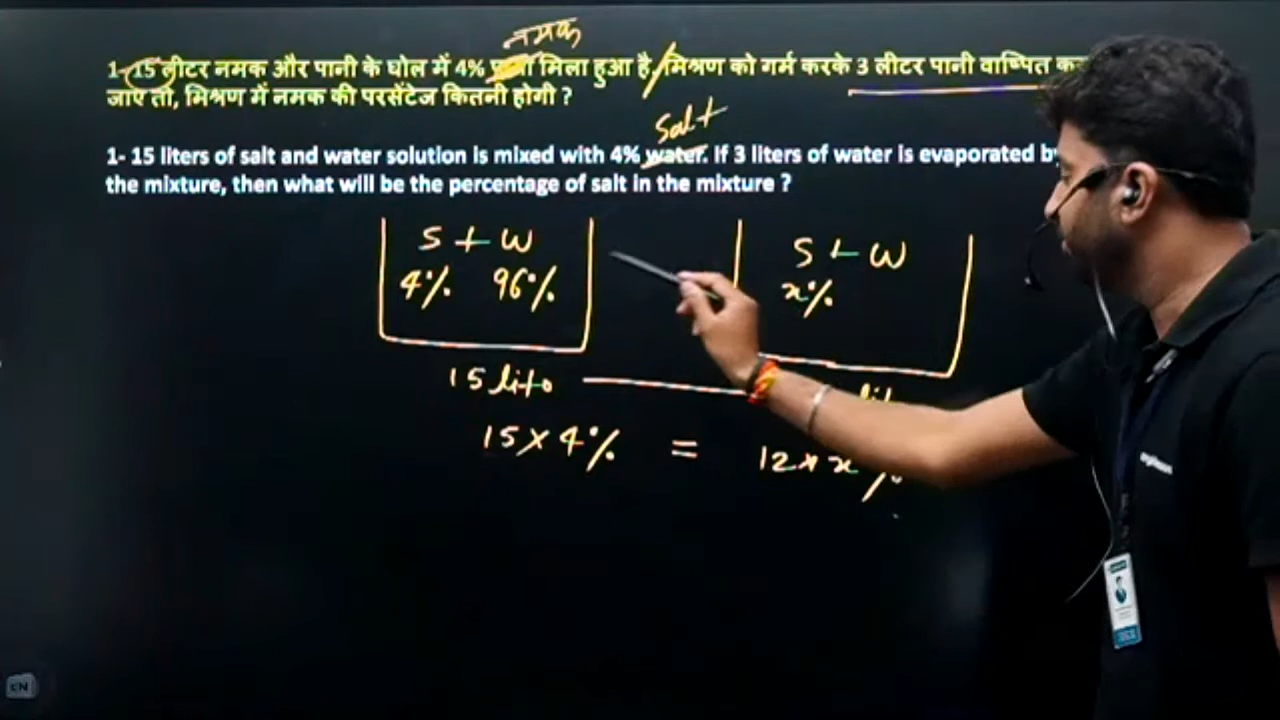 नमक
1- 15 लीटर नमक और पानी के घोल में 4% मिला हुआ है, मिश्रण को गर्म करके 3 लीटर पानी वाष्पित
जाए तो, मिश्रण में नमक की परसेंटेज कितनी होगी ?
Salt
1- 15 liters of salt and water solution is mixed with 4% water. If 3 liters of water is evaporated
the mixture, then what will be the percentage of salt in the mixture ?
S + W
S + W
4% 96%
x%
15 lit
15 × 4% = 12 × x %
CN